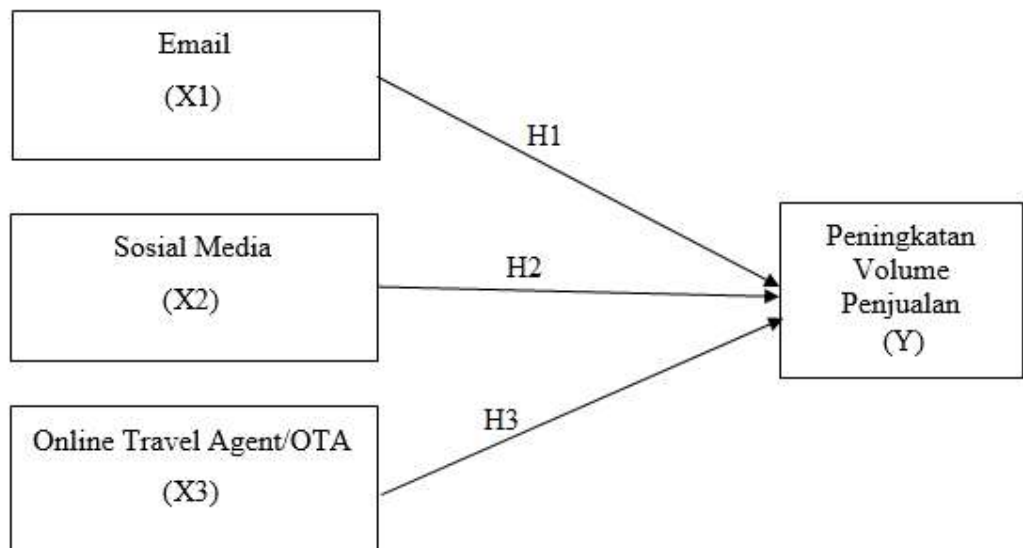 Email
(X1)
H1
Sosial Media
(X2)
H2
Peningkatan
Volume
Penjualan
(Y)
Online Travel Agent/OTA
(X3)
H3